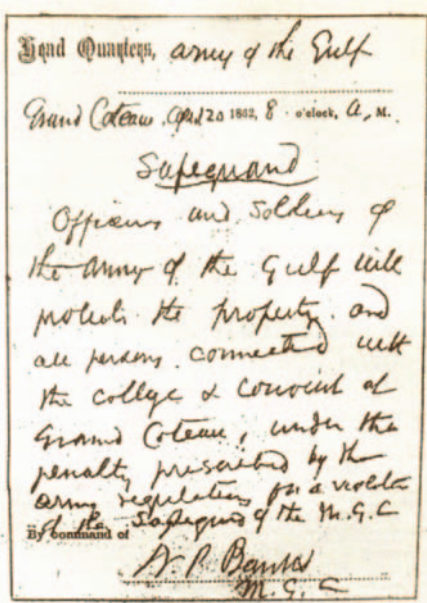 Head Quarters, Army of the Gulf
Grand Coteau, April 20 1862, 8 o'clock, A, M.
Safeguard
Officers and Soldiers of
the Army of the Gulf will
protect the property and
all persons connected with
the college & convent at
Grand Coteau, under the
penalty prescribed by the
army regulations for a violation
of the Safeguard of the M.G.C
By command of
N. P. Banks
M. G. C